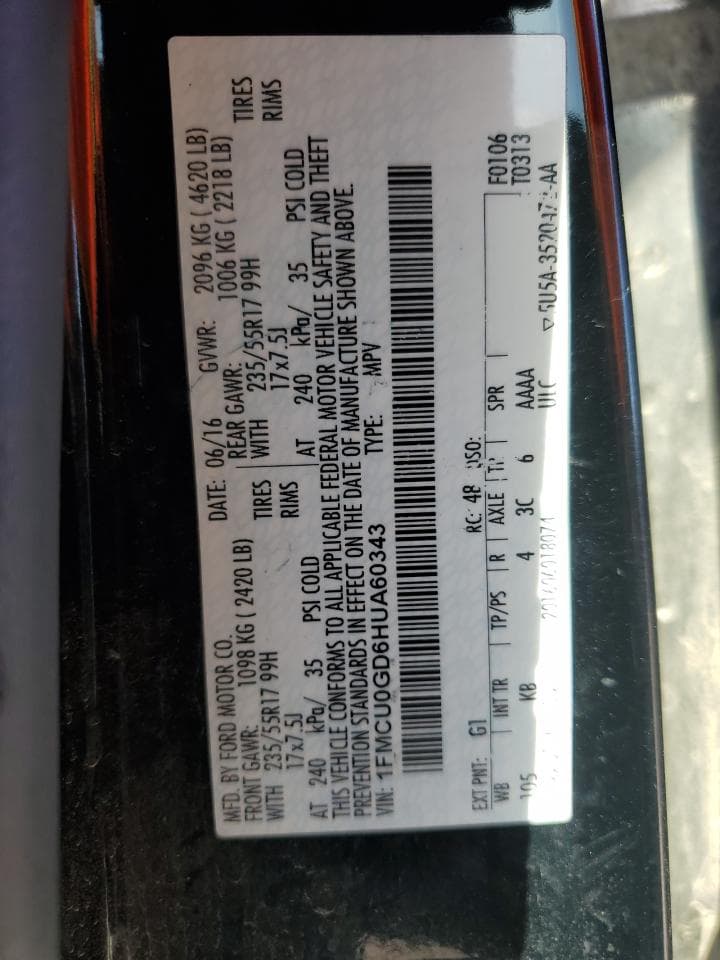 MFD. BY FORD MOTOR CO. DATE: 06/16 GVWR: 2096 KG ( 4620 LB)
FRONT GAWR: 1098 KG ( 2420 LB) REAR GAWR: 1006 KG ( 2218 LB)
WITH 235/55R17 99H TIRES WITH 235/55R17 99H TIRES
17x7.5J RIMS 17x7.5J RIMS
AT 240 kPa/ 35 PSI COLD AT 240 kPa/ 35 PSI COLD
THIS VEHICLE CONFORMS TO ALL APPLICABLE FEDERAL MOTOR VEHICLE SAFETY AND THEFT
PREVENTION STANDARDS IN EFFECT ON THE DATE OF MANUFACTURE SHOWN ABOVE.
VIN: 1FMCU0GD6HUA60343 TYPE: MPV
EXT PNT: G1 RC: 48 DSO: F0106
WB INT TR TP/PS R AXLE TR SPR T0313
105 KB 4 3C 6 AAAA
ULC